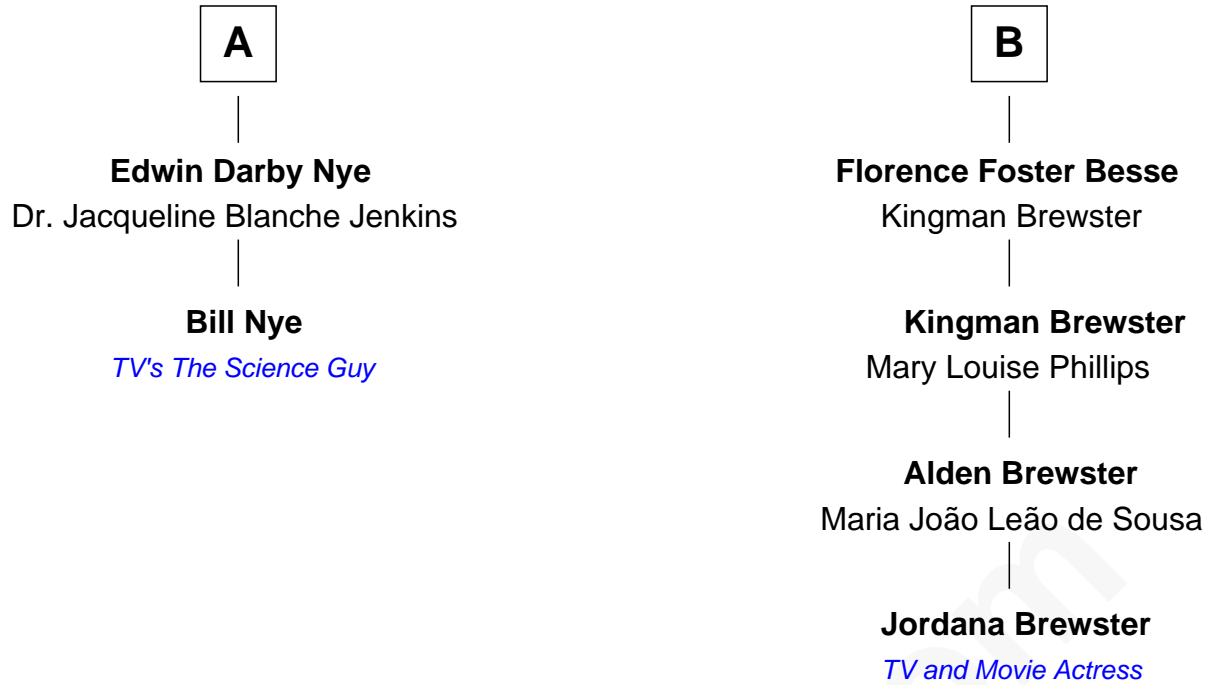 A
Edwin Darby Nye
Dr. Jacqueline Blanche Jenkins
Bill Nye
TV's The Science Guy
B
Florence Foster Besse
Kingman Brewster
Kingman Brewster
Mary Louise Phillips
Alden Brewster
Maria João Leão de Sousa
Jordana Brewster
TV and Movie Actress